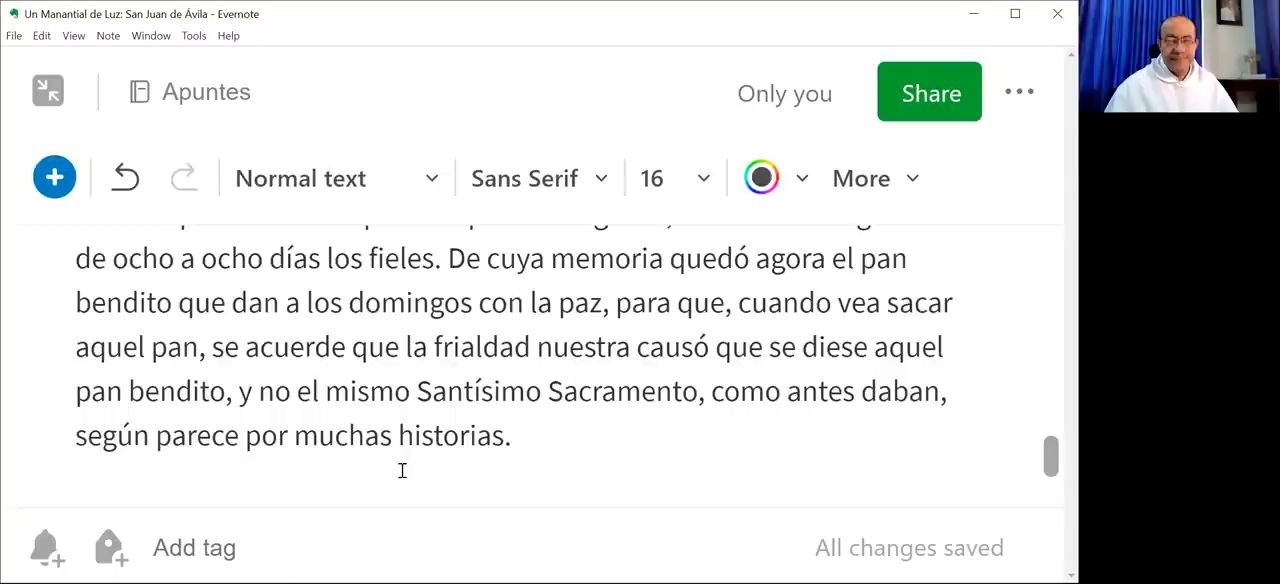 Un Manantial de Luz: San Juan de Ávila - Evernote
File Edit View Note Window Tools Help
Apuntes
Only you
Share
Normal text
Sans Serif
16
More
de ocho a ocho días los fieles. De cuya memoria quedó agora el pan
bendito que dan a los domingos con la paz, para que, cuando vea sacar
aquel pan, se acuerde que la frialdad nuestra causó que se diese aquel
pan bendito, y no el mismo Santísimo Sacramento, como antes daban,
según parece por muchas historias.
Add tag
All changes saved